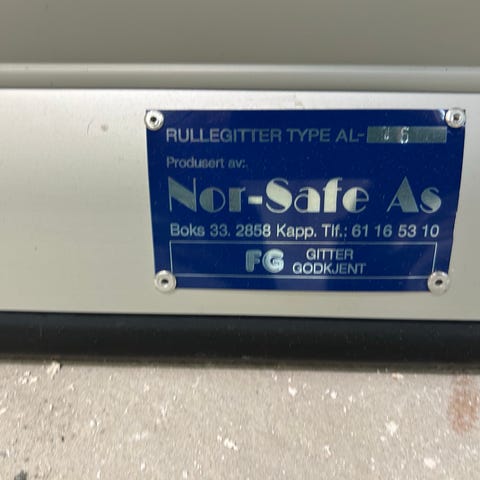 RULLEGITTER TYPE AL-
Produsert av:
Nor-Safe As
Boks 33. 2858 Kapp. Tlf.: 61 16 53 10
FG GITTER
GODKJENT